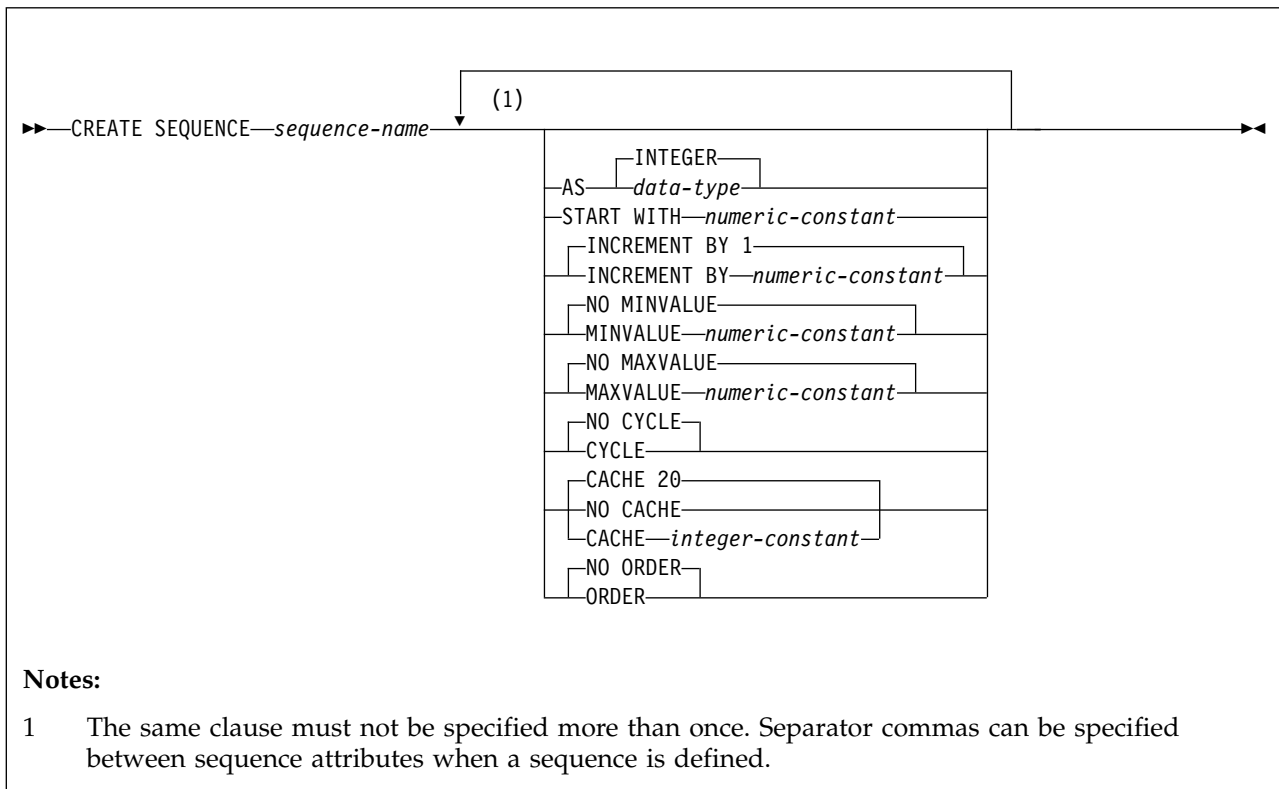 (1)
CREATE SEQUENCE sequence-name
INTEGER
AS data-type
START WITH numeric-constant
INCREMENT BY 1
INCREMENT BY numeric-constant
NO MINVALUE
MINVALUE numeric-constant
NO MAXVALUE
MAXVALUE numeric-constant
NO CYCLE
CYCLE
CACHE 20
NO CACHE
CACHE integer-constant
NO ORDER
ORDER
Notes:
1 The same clause must not be specified more than once. Separator commas can be specified
between sequence attributes when a sequence is defined.